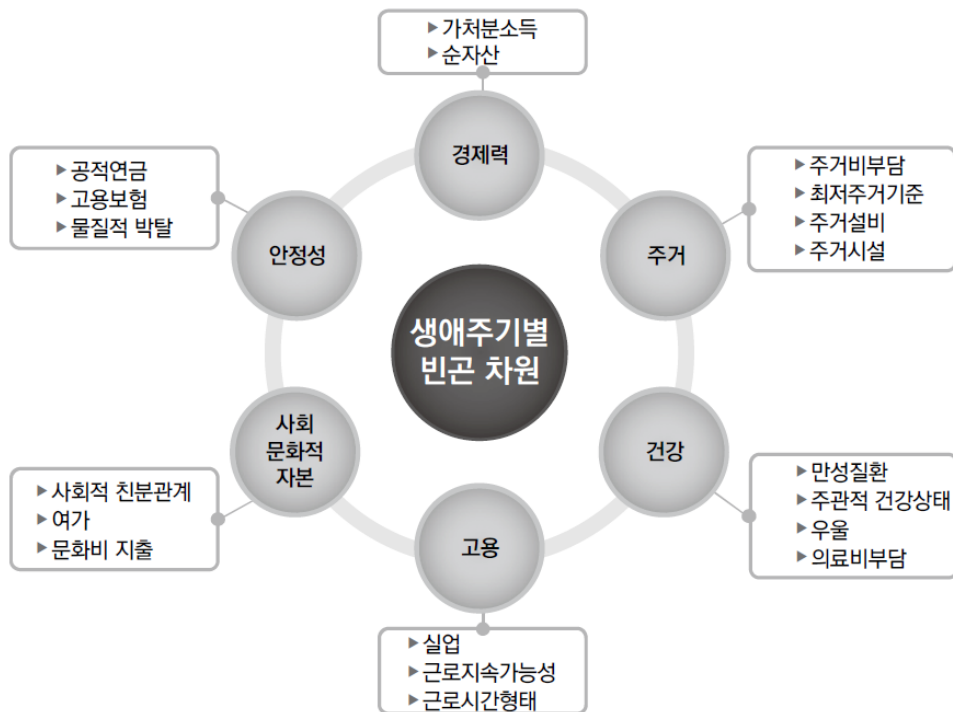 ▶ 가처분소득
▶ 순자산
경제력
▶ 주거비부담
▶ 최저주거기준
▶ 주거설비
▶ 주거시설
주거
▶ 만성질환
▶ 주관적 건강상태
▶ 우울
▶ 의료비부담
건강
▶ 실업
▶ 근로지속가능성
▶ 근로시간형태
고용
▶ 사회적 친분관계
▶ 여가
▶ 문화비 지출
사회
문화적
자본
▶ 공적연금
▶ 고용보험
▶ 물질적 박탈
안정성
생애주기별
빈곤 차원